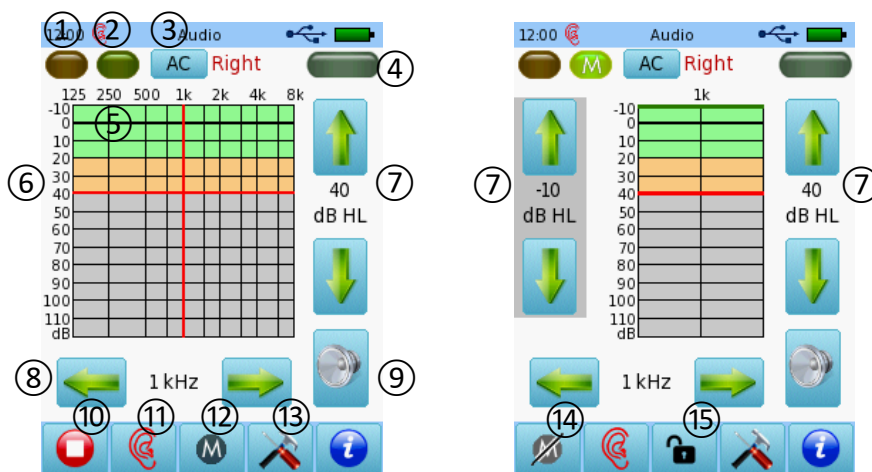 ① ② ③
12:00 Audio
AC Right ④
125 250 500 1k 2k 4k 8k
-10
0
⑤
10
20
⑥ 30
40
50
60
70
80
90
100
110
dB
⑦
40
dB HL
⑧ 1 kHz ⑨
⑩ ⑪ ⑫ ⑬
M i
12:00 Audio
M AC Right
1k
-10
0
10
20
30
40
50
60
70
80
90
100
110
dB
⑦ -10
dB HL
40 ⑦
dB HL
1 kHz
⑭ ⑮
M i